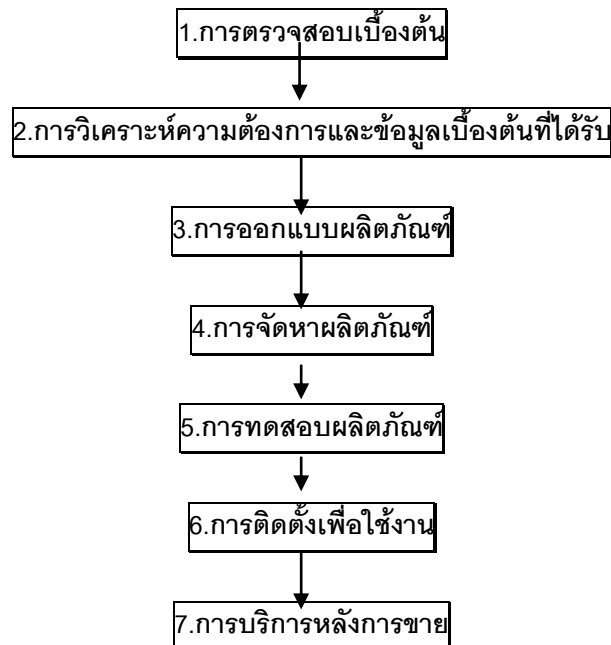 1.การตรวจสอบเบื้องต้น
2.การวิเคราะห์ความต้องการและข้อมูลเบื้องต้นที่ได้รับ
3.การออกแบบผลิตภัณฑ์
4.การจัดหาผลิตภัณฑ์
5.การทดสอบผลิตภัณฑ์
6.การติดตั้งเพื่อใช้งาน
7.การบริการหลังการขาย